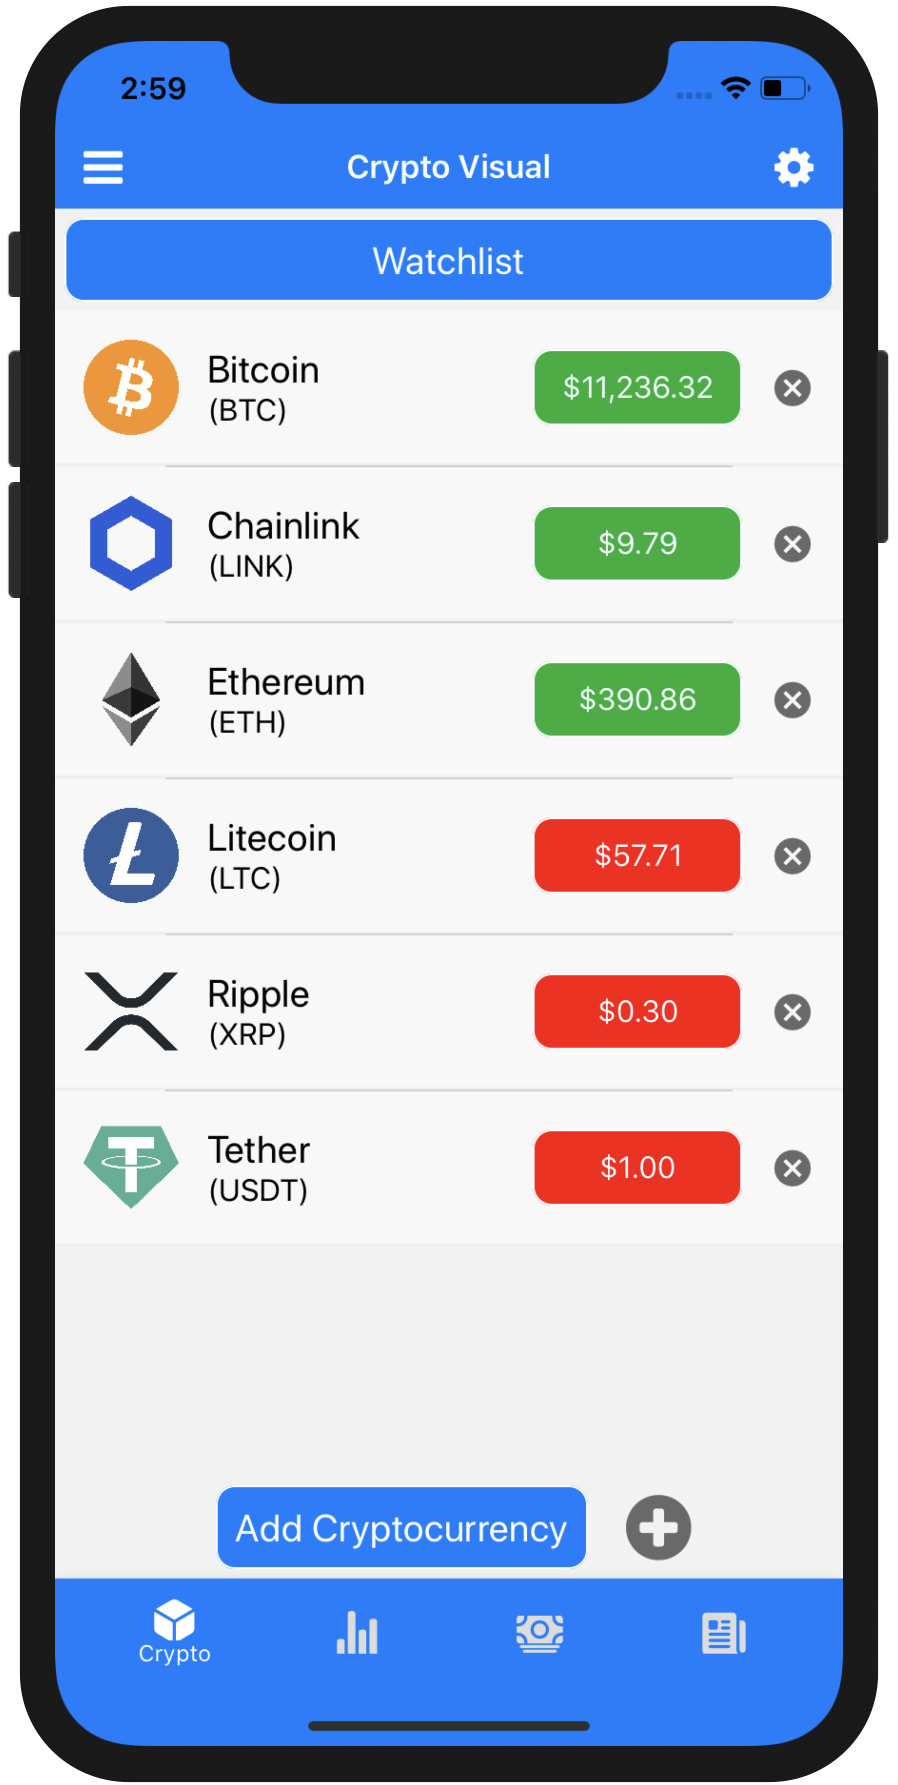 2:59
Crypto Visual
Watchlist
Bitcoin
(BTC)
$11,236.32
Chainlink
(LINK)
$9.79
Ethereum
(ETH)
$390.86
Litecoin
(LTC)
$57.71
Ripple
(XRP)
$0.30
Tether
(USDT)
$1.00
Add Cryptocurrency
Crypto